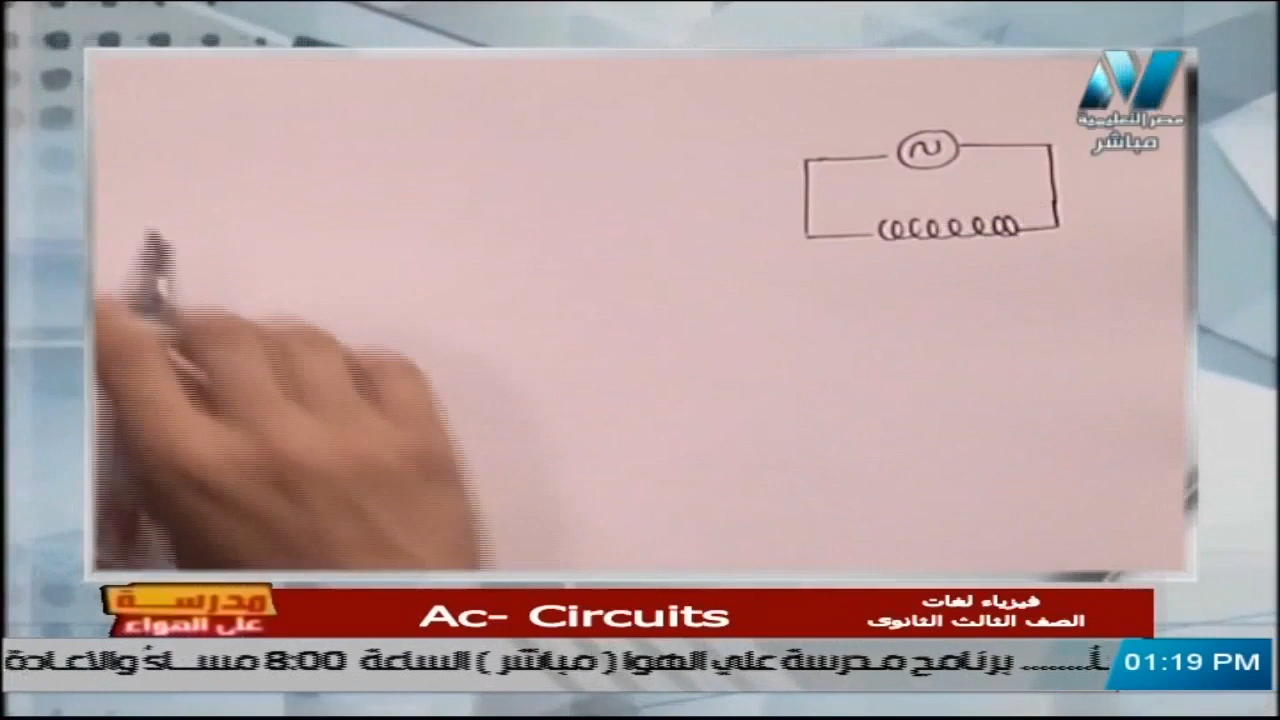 مصر التعليمية
مباشر
مدرسة
على الهواء
Ac- Circuits
فيزياء لغات
الصف الثالث الثانوى
........ برنامج مدرسة علي الهوا ( مباشر ) الساعة 8:00 مساءً والاعادة
01:19 PM